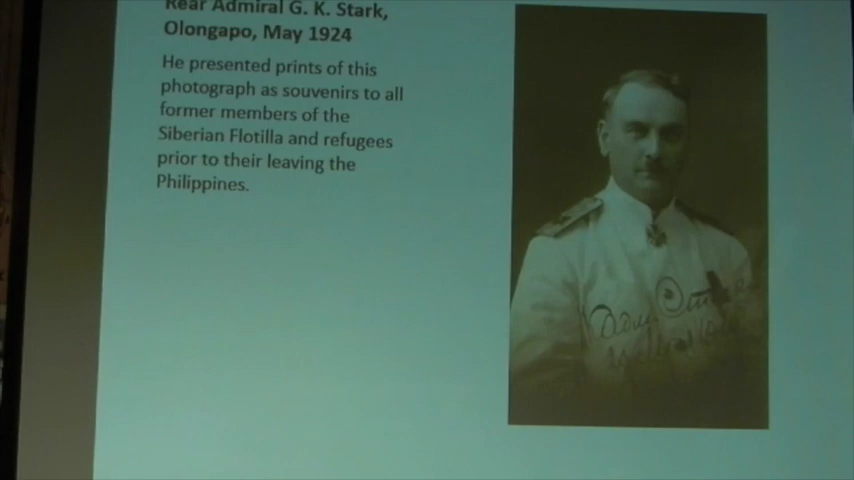 Rear Admiral G. K. Stark,
Olongapo, May 1924
He presented prints of this
photograph as souvenirs to all
former members of the
Siberian Flotilla and refugees
prior to their leaving the
Philippines.